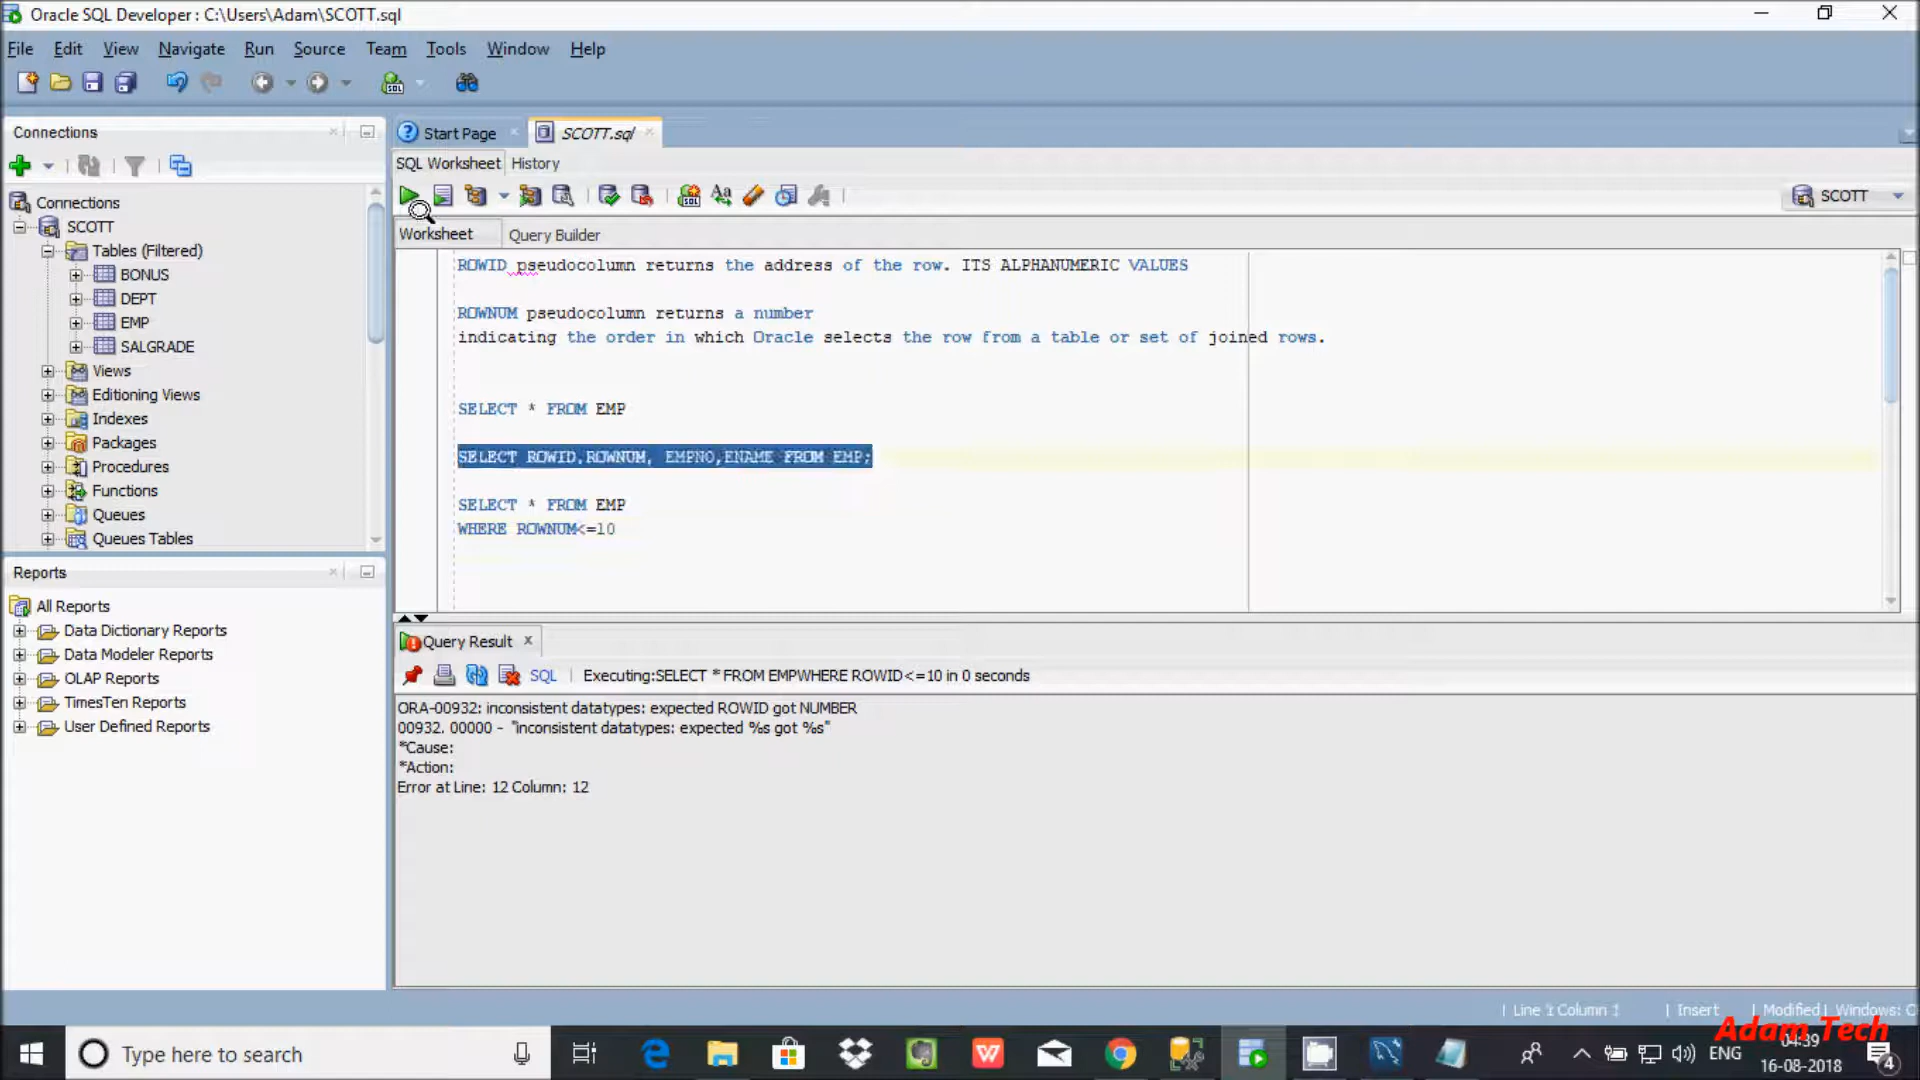 Oracle SQL Developer : C:\Users\Adam\SCOTT.sql
File Edit View Navigate Run Source Team Tools Window Help
Connections
Start Page
SCOTT.sql
SQL Worksheet History
SCOTT
Worksheet Query Builder
Connections
SCOTT
Tables (Filtered)
BONUS
DEPT
EMP
SALGRADE
Views
Editioning Views
Indexes
Packages
Procedures
Functions
Queues
Queues Tables
ROWID pseudocolumn returns the address of the row. ITS ALPHANUMERIC VALUES
ROWNUM pseudocolumn returns a number
indicating the order in which Oracle selects the row from a table or set of joined rows.
SELECT * FROM EMP
SELECT ROWID,ROWNUM, EMPNO,ENAME FROM EMP;
SELECT * FROM EMP
WHERE ROWNUM<=10
Reports
All Reports
Data Dictionary Reports
Data Modeler Reports
OLAP Reports
TimesTen Reports
User Defined Reports
Query Result
SQL | Executing:SELECT * FROM EMPWHERE ROWID<=10 in 0 seconds
ORA-00932: inconsistent datatypes: expected ROWID got NUMBER
00932. 00000 - "inconsistent datatypes: expected %s got %s"
*Cause:
*Action:
Error at Line: 12 Column: 12
Insert | Modified | Windows: C
Adam Tech
Type here to search
ENG
04:39
16-08-2018
4